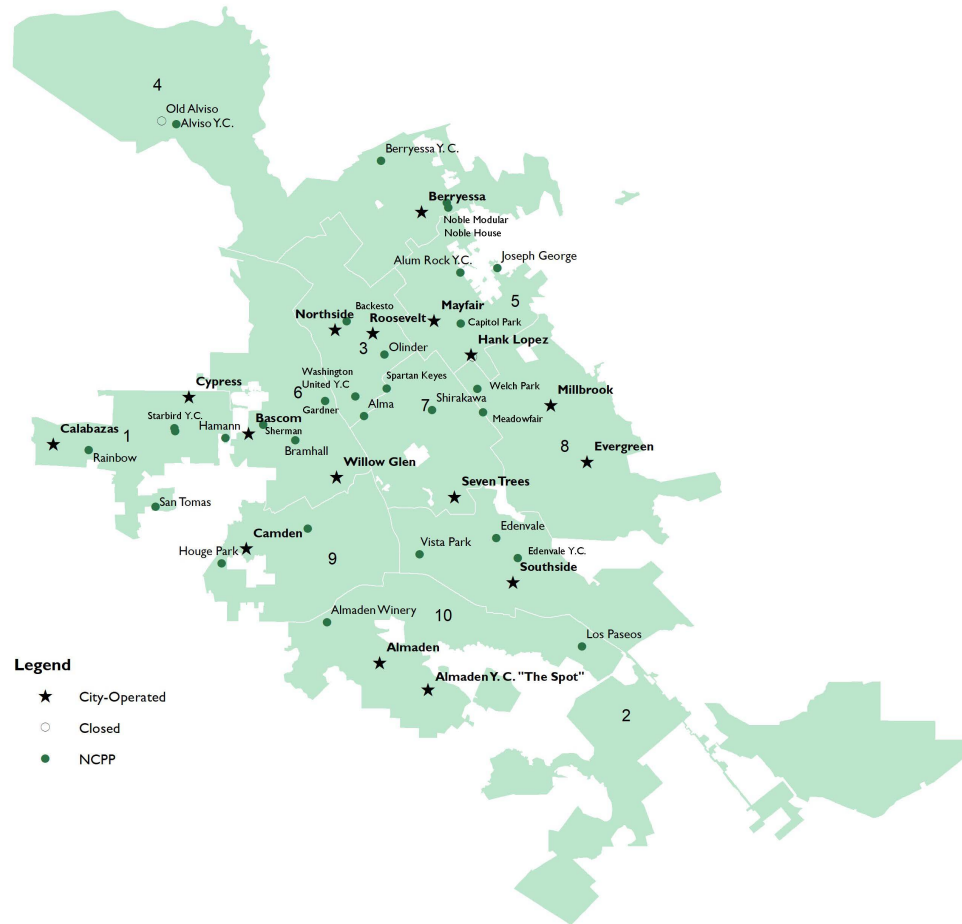 4
Old Alviso
Alviso Y.C.
Berryessa Y. C.
Berryessa
Noble Modular
Noble House
Alum Rock Y.C.
Joseph George
5
Backesto
Northside
Roosevelt
Mayfair
Capitol Park
3
Hank Lopez
Olinder
Washington
United Y.C
Spartan Keyes
Cypress
6
Welch Park
Millbrook
Gardner
Alma
7
Shirakawa
Meadowfair
Starbird Y.C.
Bascom
Calabazas
1
Hamann
Sherman
Bramhall
8
Evergreen
Rainbow
Willow Glen
Seven Trees
San Tomas
Camden
Edenvale
Houge Park
9
Vista Park
Edenvale Y.C.
Southside
Almaden Winery
10
Los Paseos
Almaden
Legend
Almaden Y. C. "The Spot"
City-Operated
2
Closed
NCPP